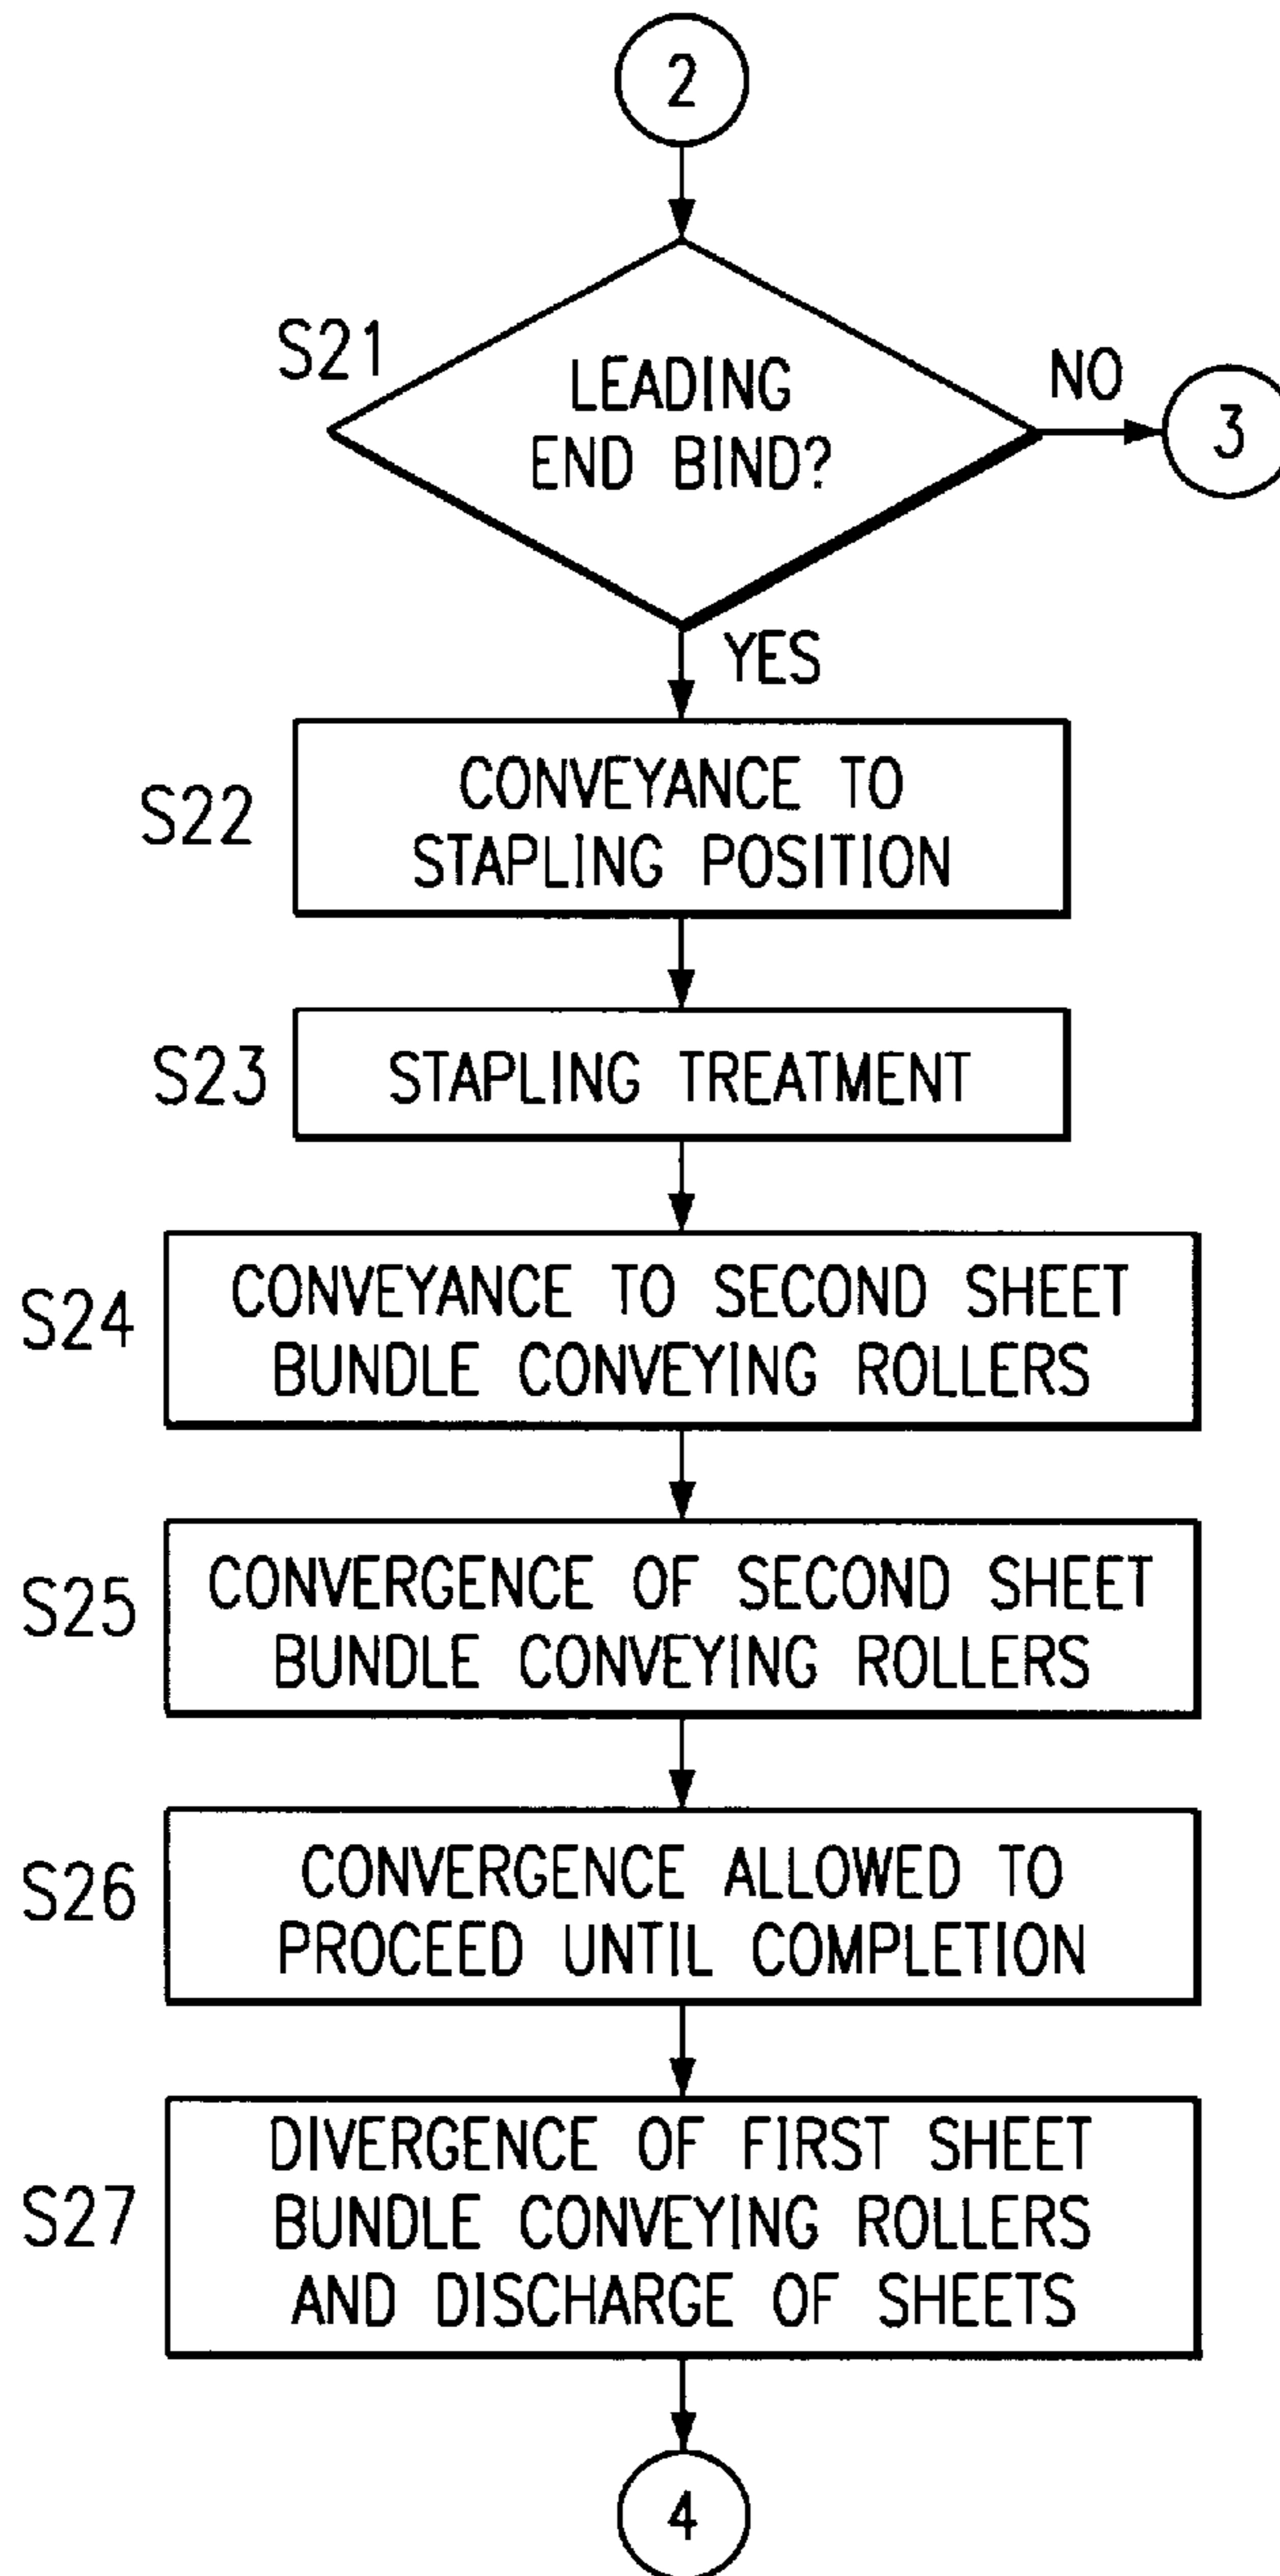 2
S21
LEADING
END BIND?
NO
3
YES
S22
CONVEYANCE TO
STAPLING POSITION
S23
STAPLING TREATMENT
S24
CONVEYANCE TO SECOND SHEET
BUNDLE CONVEYING ROLLERS
S25
CONVERGENCE OF SECOND SHEET
BUNDLE CONVEYING ROLLERS
S26
CONVERGENCE ALLOWED TO
PROCEED UNTIL COMPLETION
S27
DIVERGENCE OF FIRST SHEET
BUNDLE CONVEYING ROLLERS
AND DISCHARGE OF SHEETS
4